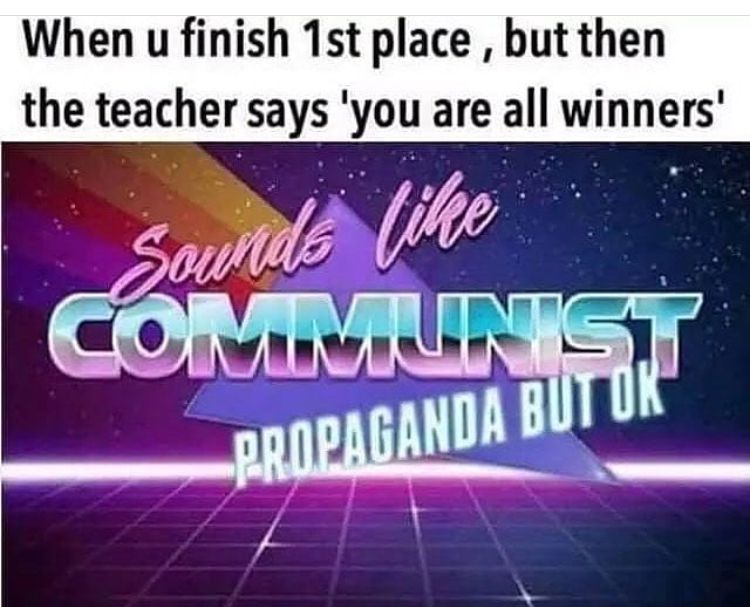 When u finish 1st place , but then
the teacher says 'you are all winners'
Sounds like
COMMUNIST
PROPAGANDA BUT OK